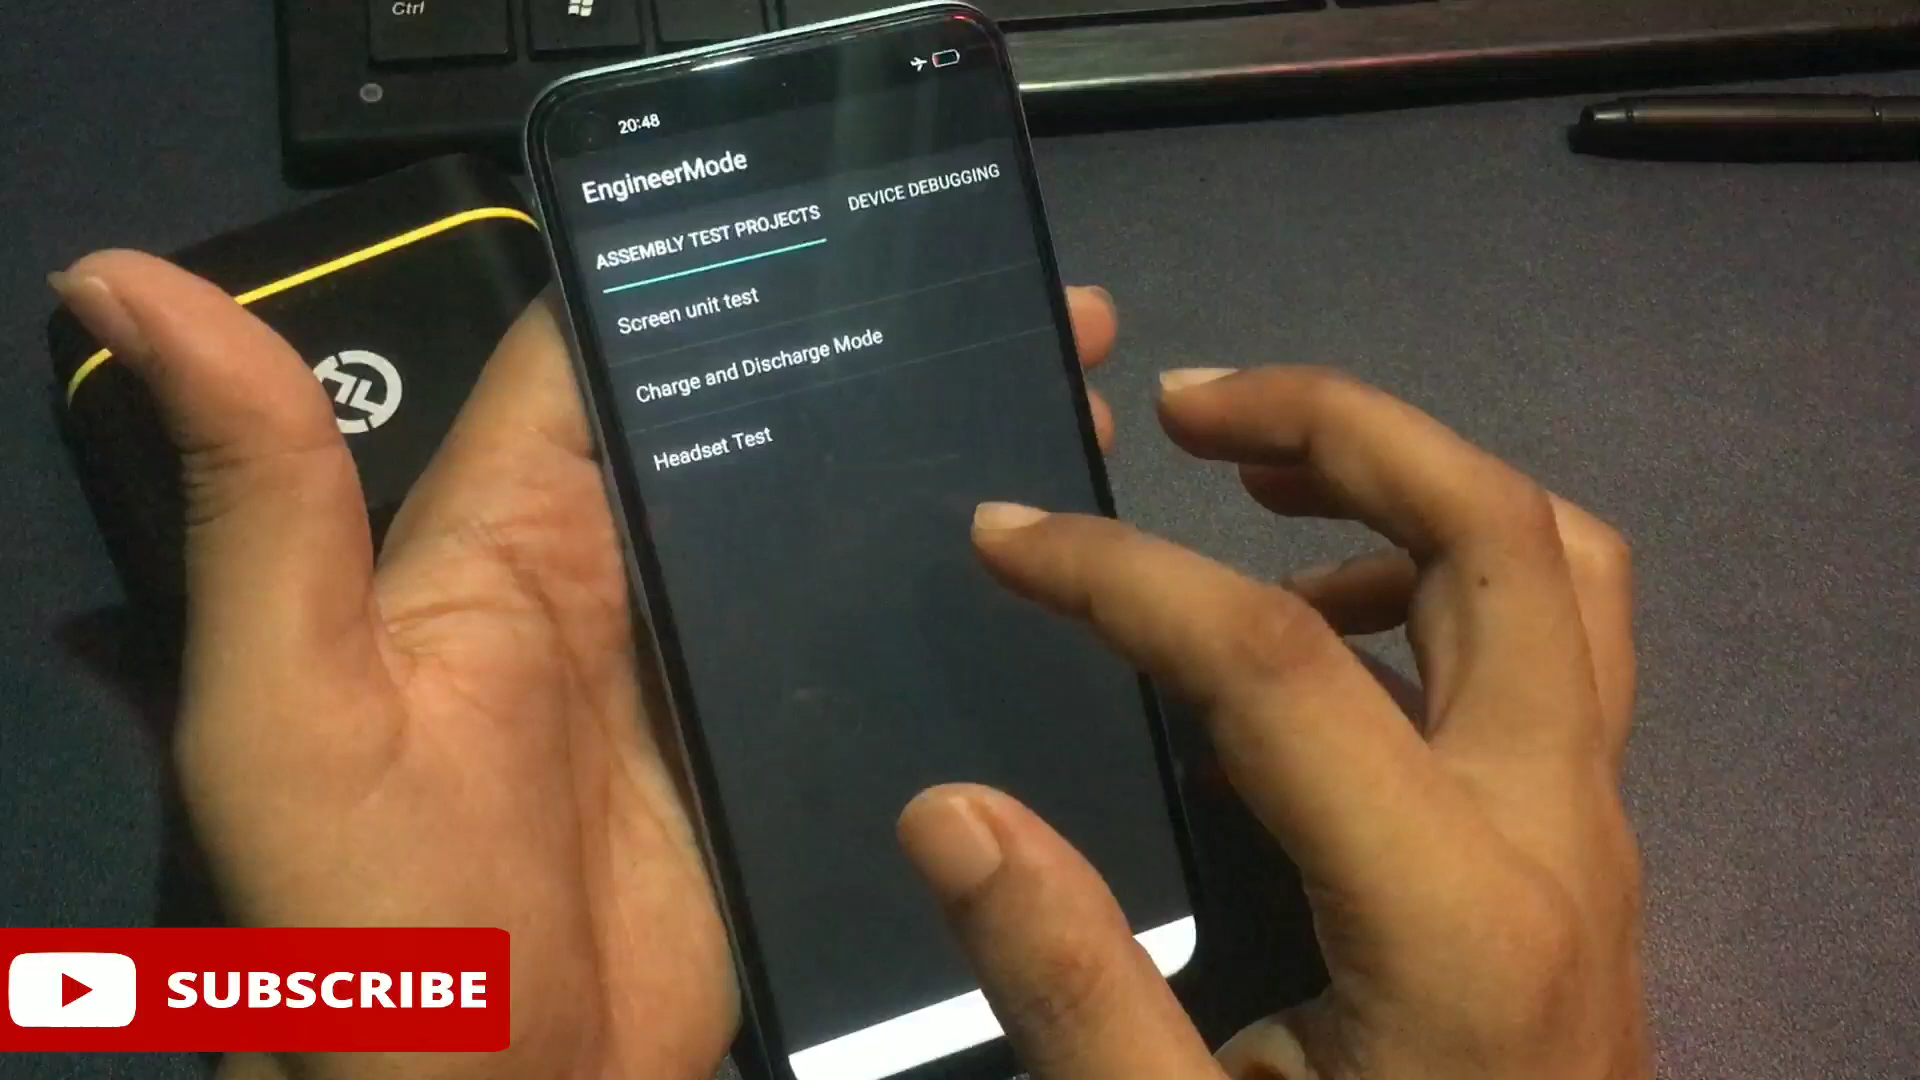 Ctrl
20:48
EngineerMode
ASSEMBLY TEST PROJECTS
DEVICE DEBUGGING
Screen unit test
Charge and Discharge Mode
Headset Test
SUBSCRIBE